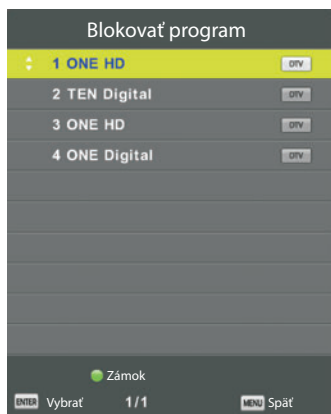 Blokovať program
1 ONE HD DTV
2 TEN Digital DTV
3 ONE HD DTV
4 ONE Digital DTV
Zámok
ENTER Vybrať 1/1 MENU Späť